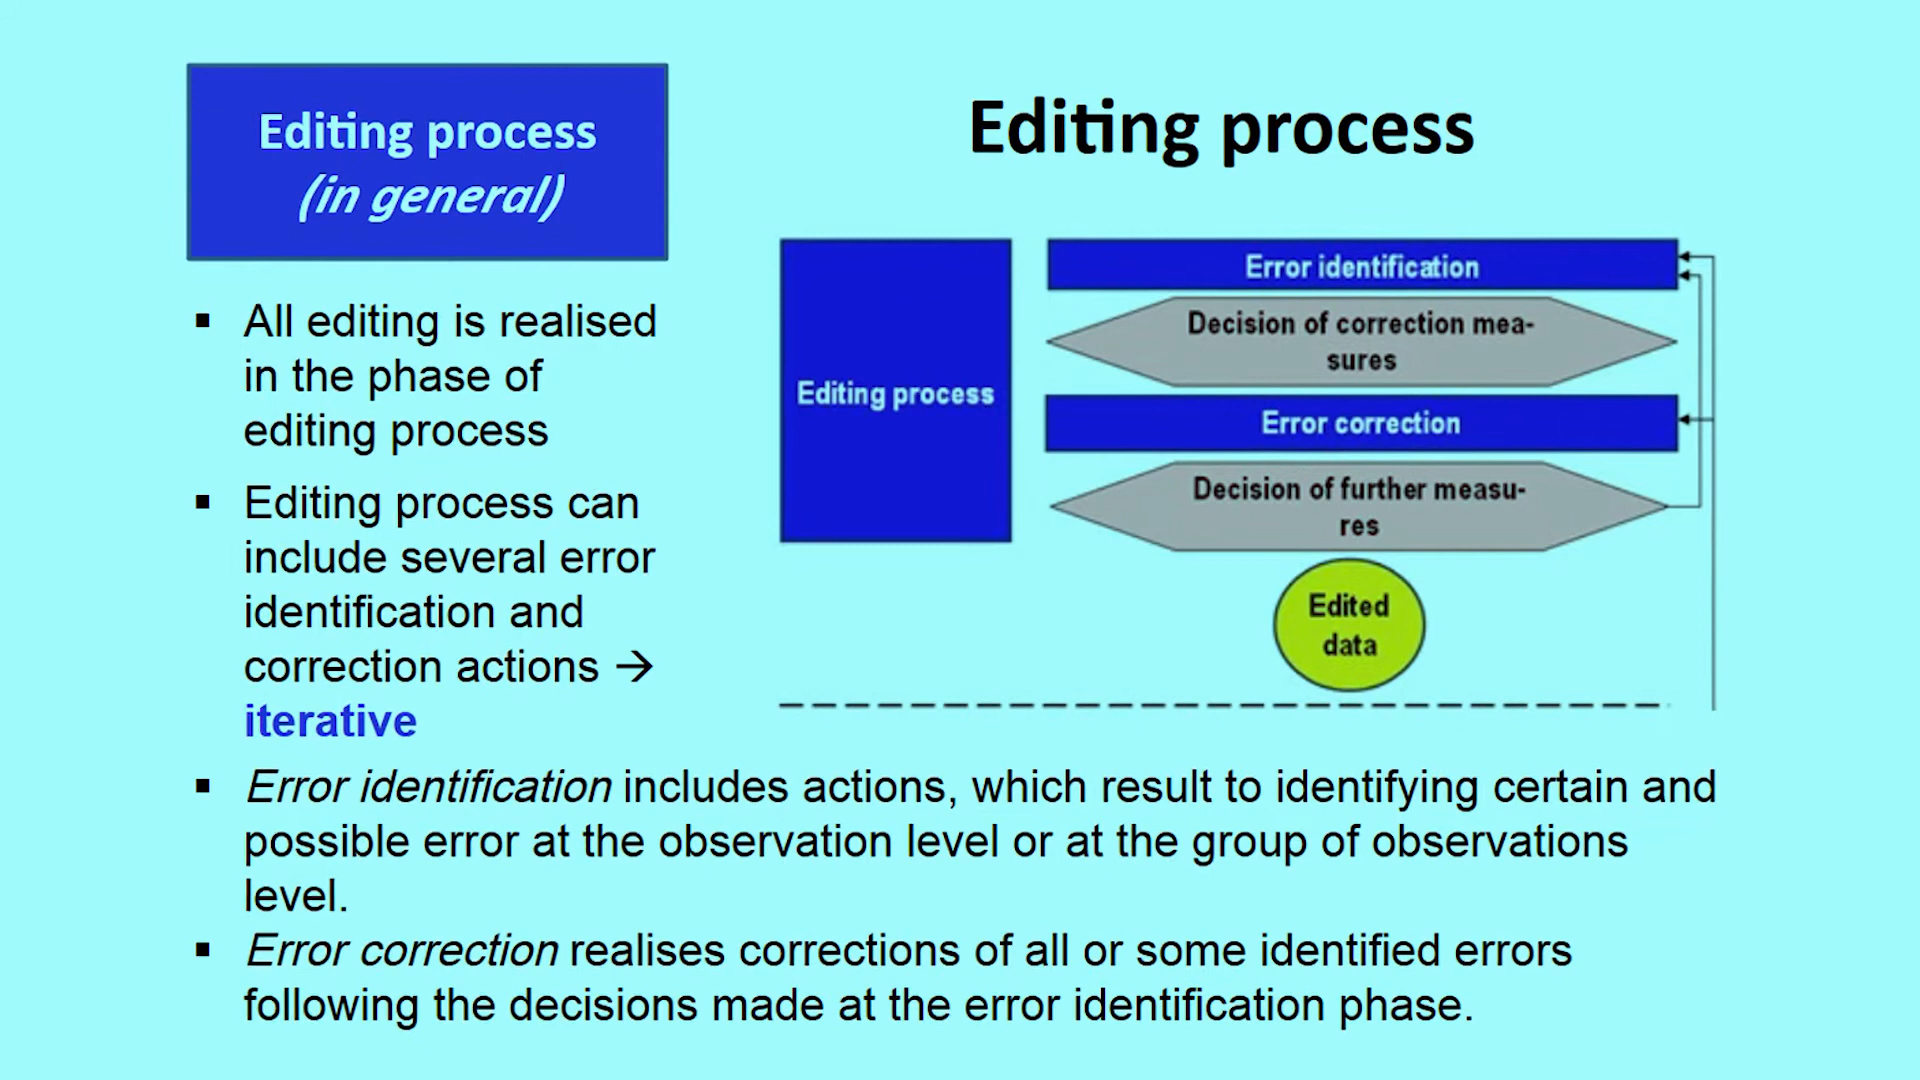 Editing process
(in general)
Editing process
▪ All editing is realised
in the phase of
editing process
▪ Editing process can
include several error
identification and
correction actions →
iterative
Editing process
Error identification
Decision of correction mea-
sures
Error correction
Decision of further measu-
res
Edited
data
▪ Error identification includes actions, which result to identifying certain and
possible error at the observation level or at the group of observations
level.
▪ Error correction realises corrections of all or some identified errors
following the decisions made at the error identification phase.